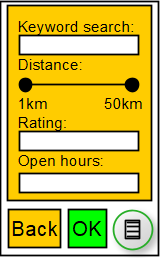 Keyword search:
Distance:
1km 50km
Rating:
Open hours:
Back OK